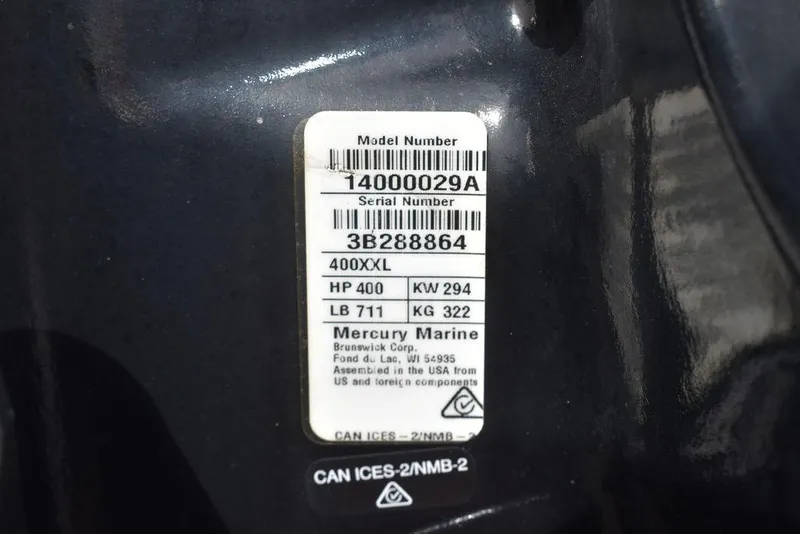 Model Number
14000029A
Serial Number
3B288864
400XXL
HP 400 KW 294
LB 711 KG 322
Mercury Marine
Brunswick Corp.
Fond du Lac, WI 54935
Assembled in the USA from
US and foreign components
CAN ICES-2/NMB-2
CAN ICES-2/NMB-2